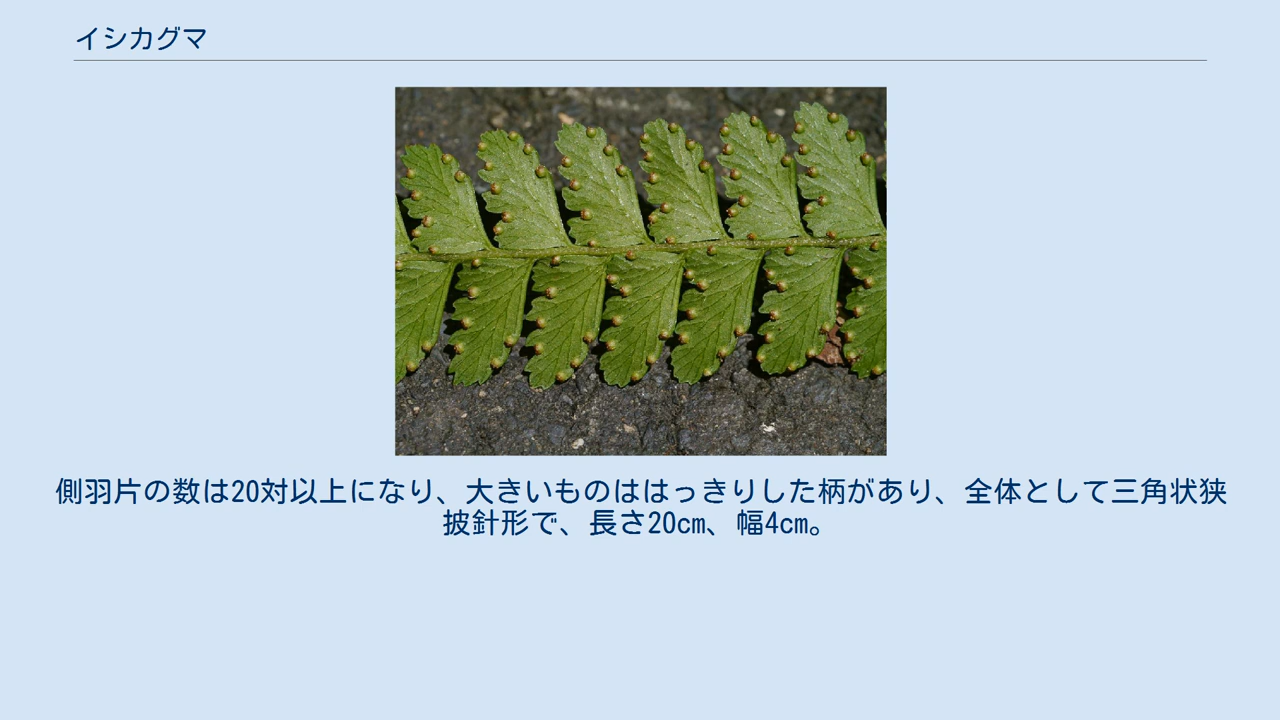 イシカグマ
側羽片の数は20対以上になり、大きいものははっきりした柄があり、全体として三角状狭
披針形で、長さ20cm、幅4cm。